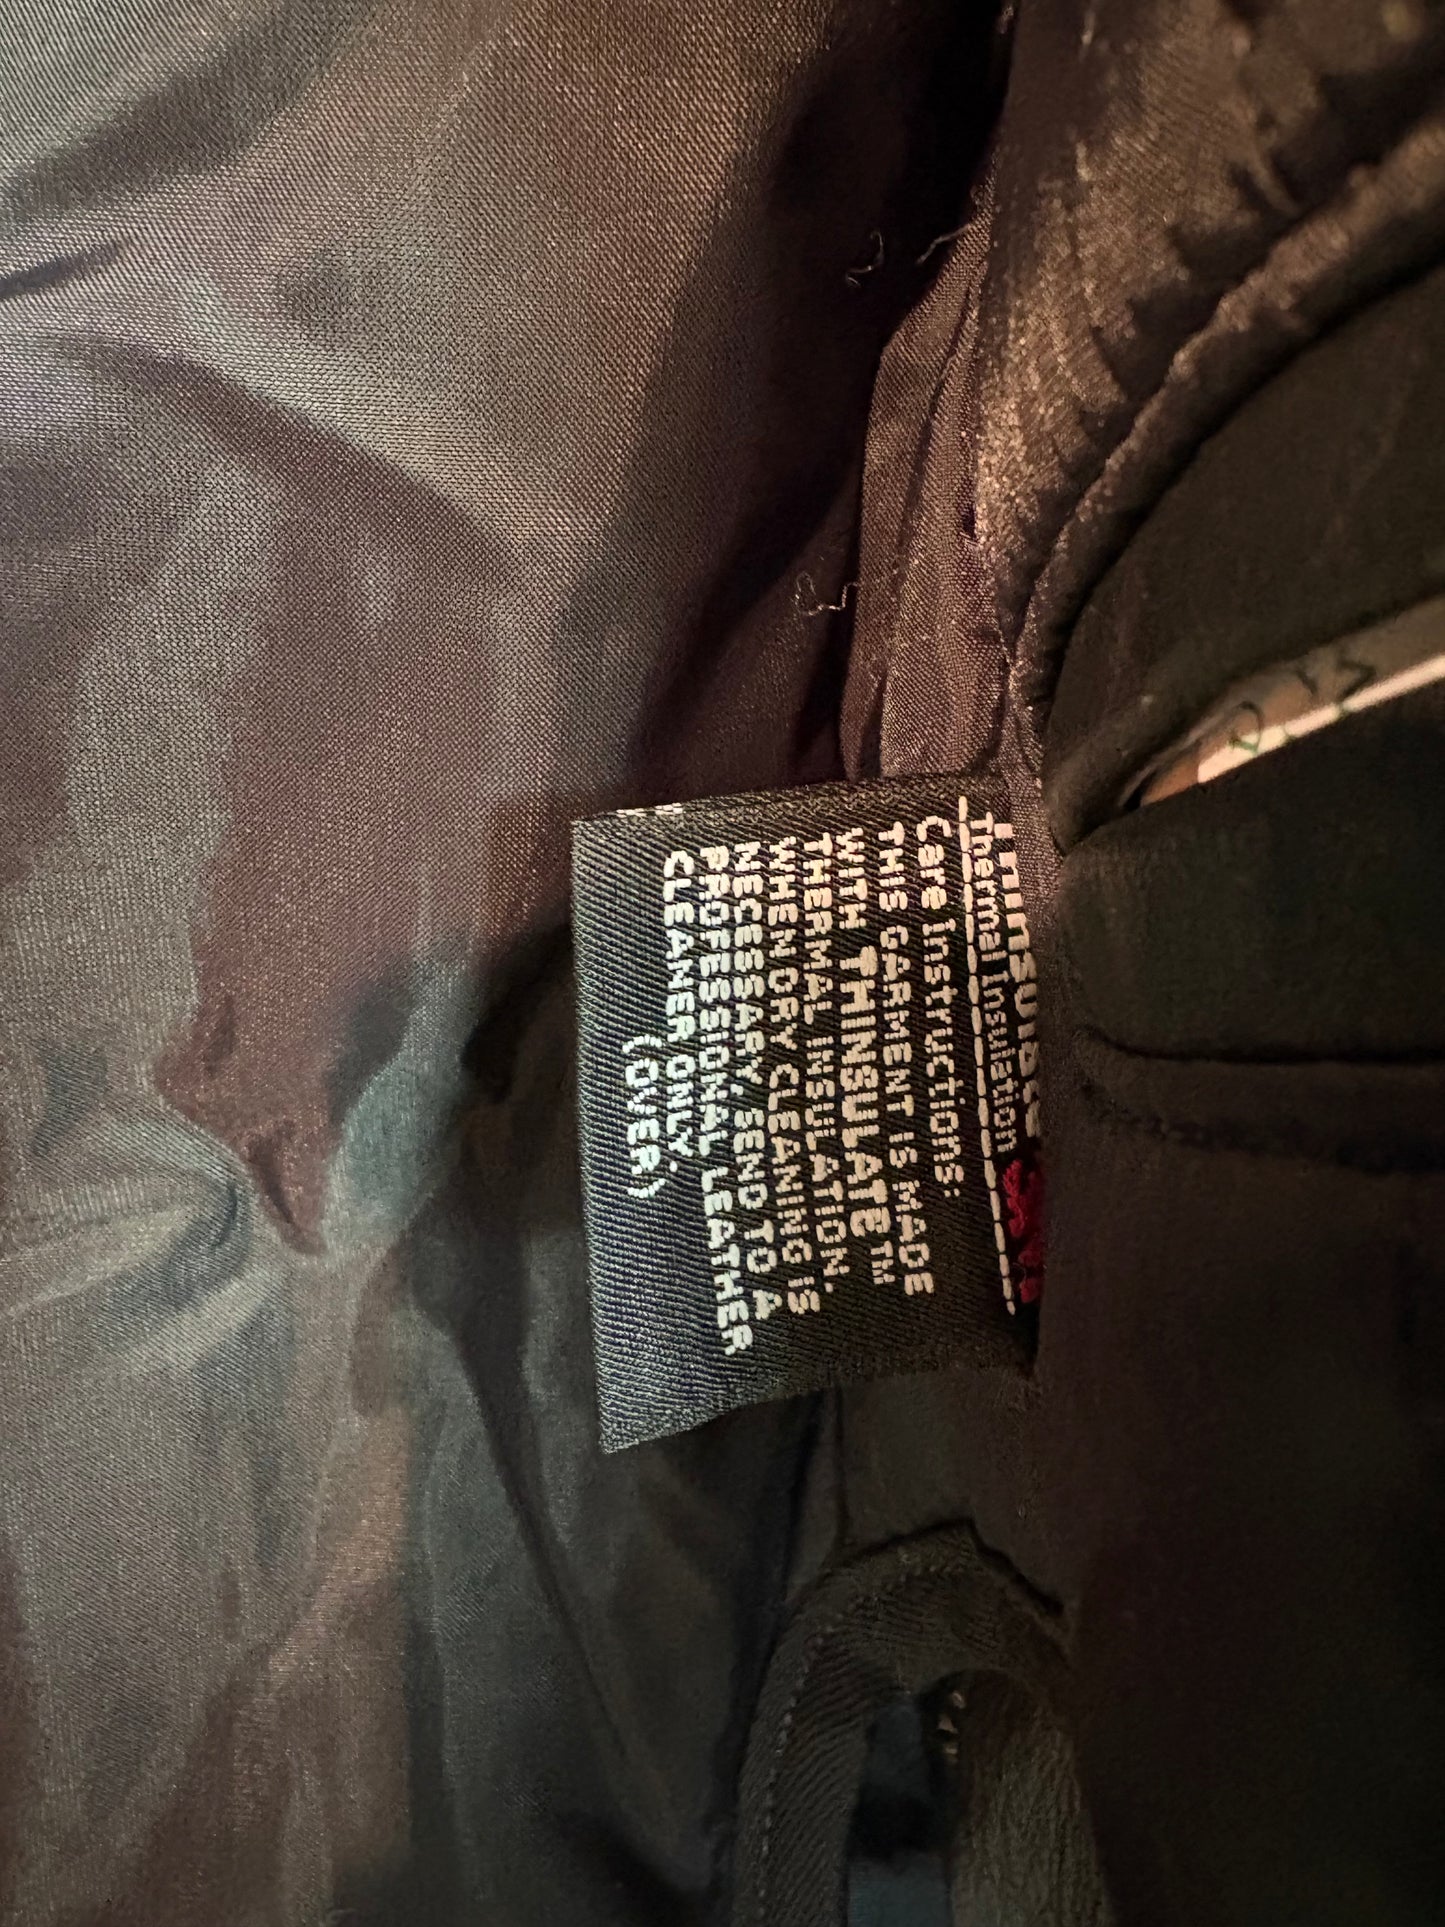 Thinsulate
Thermal Insulation
Care Instructions:
THIS GARMENT IS MADE
WITH THINSULATE™
THERMAL INSULATION.
WHEN DRY CLEANING IS
NECESSARY, SEND TO A
PROFESSIONAL LEATHER
CLEANER ONLY.
(OVER)